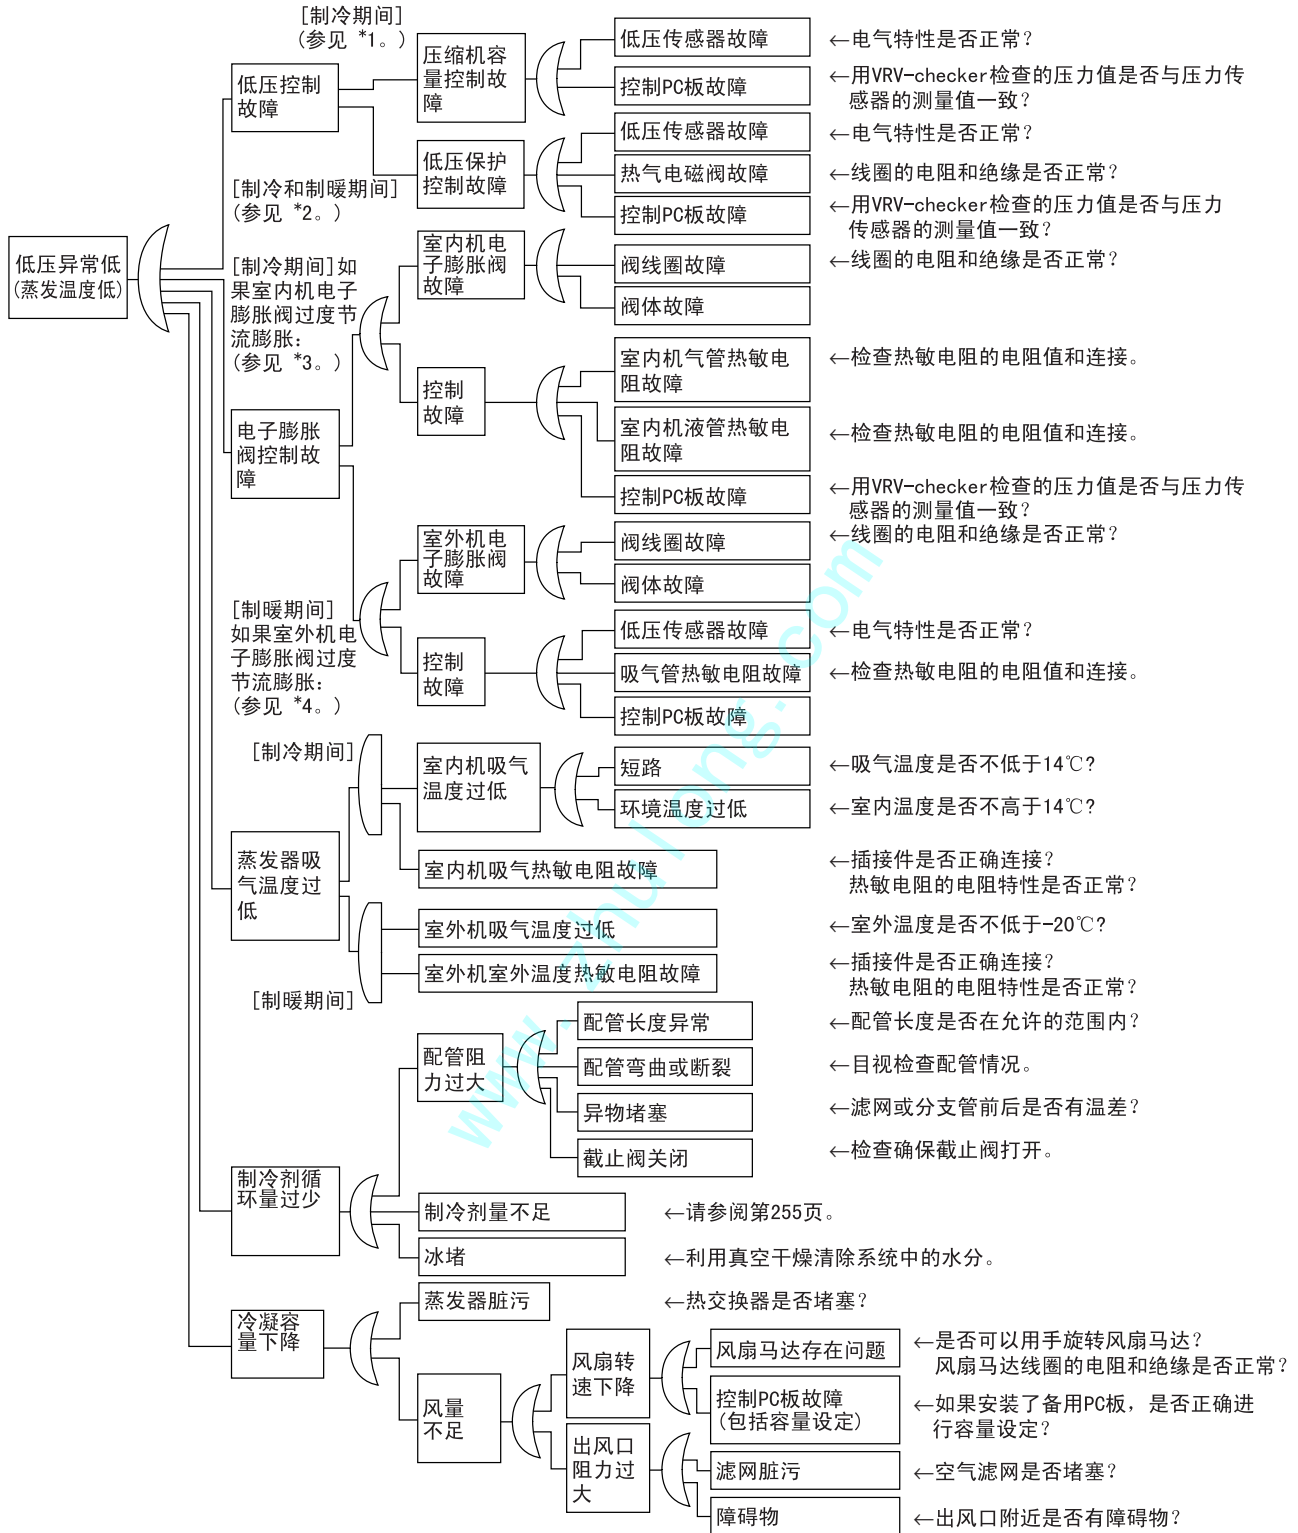 [制冷期间]
(参见 *1。)
低压传感器故障
←电气特性是否正常？
压缩机容
量控制故
障
控制PC板故障
←用VRV-checker检查的压力值是否与压力传
感器的测量值一致？
低压控制
故障
低压传感器故障
←电气特性是否正常？
低压保护
控制故障
热气电磁阀故障
←线圈的电阻和绝缘是否正常？
[制冷和制暖期间]
(参见 *2。)
控制PC板故障
←用VRV-checker检查的压力值是否与压力
传感器的测量值一致？
低压异常低
(蒸发温度低)
[制冷期间]如
果室内机电子
膨胀阀过度节
流膨胀：
(参见 *3。)
室内机电
子膨胀阀
故障
阀线圈故障
←线圈的电阻和绝缘是否正常？
阀体故障
控制
故障
室内机气管热敏电
阻故障
←检查热敏电阻的电阻值和连接。
室内机液管热敏电
阻故障
←检查热敏电阻的电阻值和连接。
电子膨胀
阀控制故
障
控制PC板故障
←用VRV-checker检查的压力值是否与压力传
感器的测量值一致？
室外机电
子膨胀阀
故障
阀线圈故障
←线圈的电阻和绝缘是否正常？
阀体故障
[制暖期间]
如果室外机电
子膨胀阀过度
节流膨胀：
(参见 *4。)
控制
故障
低压传感器故障
←电气特性是否正常？
吸气管热敏电阻故障
←检查热敏电阻的电阻值和连接。
控制PC板故障
[制冷期间]
室内机吸气
温度过低
短路
←吸气温度是否不低于14℃?
环境温度过低
←室内温度是否不高于14℃?
蒸发器吸
气温度过
低
室内机吸气热敏电阻故障
←插接件是否正确连接？
热敏电阻的电阻特性是否正常？
室外机吸气温度过低
←室外温度是否不低于-20℃?
室外机室外温度热敏电阻故障
←插接件是否正确连接？
热敏电阻的电阻特性是否正常？
[制暖期间]
配管阻
力过大
配管长度异常
←配管长度是否在允许的范围内？
配管弯曲或断裂
←目视检查配管情况。
异物堵塞
←滤网或分支管前后是否有温差？
截止阀关闭
←检查确保截止阀打开。
制冷剂循
环量过少
制冷剂量不足
←请参阅第255页。
冰堵
←利用真空干燥清除系统中的水分。
冷凝容
量下降
蒸发器脏污
←热交换器是否堵塞？
风量
不足
风扇转
速下降
风扇马达存在问题
←是否可以用手旋转风扇马达？
风扇马达线圈的电阻和绝缘是否正常？
控制PC板故障
(包括容量设定)
←如果安装了备用PC板，是否正确进
行容量设定？
出风口
阻力过
大
滤网脏污
←空气滤网是否堵塞？
障碍物
←出风口附近是否有障碍物？
www.zhulong.com